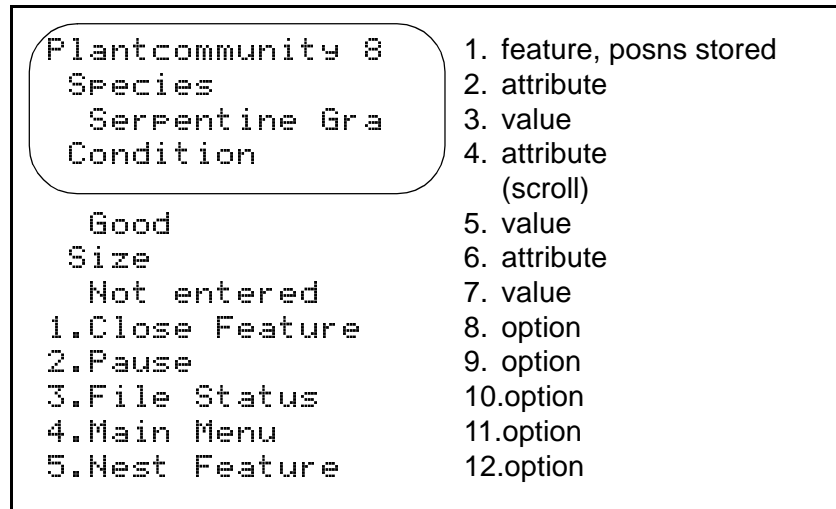 Plantcommunity 8 1. feature, posns stored
Species 2. attribute
Serpentine Gra 3. value
Condition 4. attribute
(scroll)
Good 5. value
Size 6. attribute
Not entered 7. value
1.Close Feature 8. option
2.Pause 9. option
3.File Status 10.option
4.Main Menu 11.option
5.Nest Feature 12.option